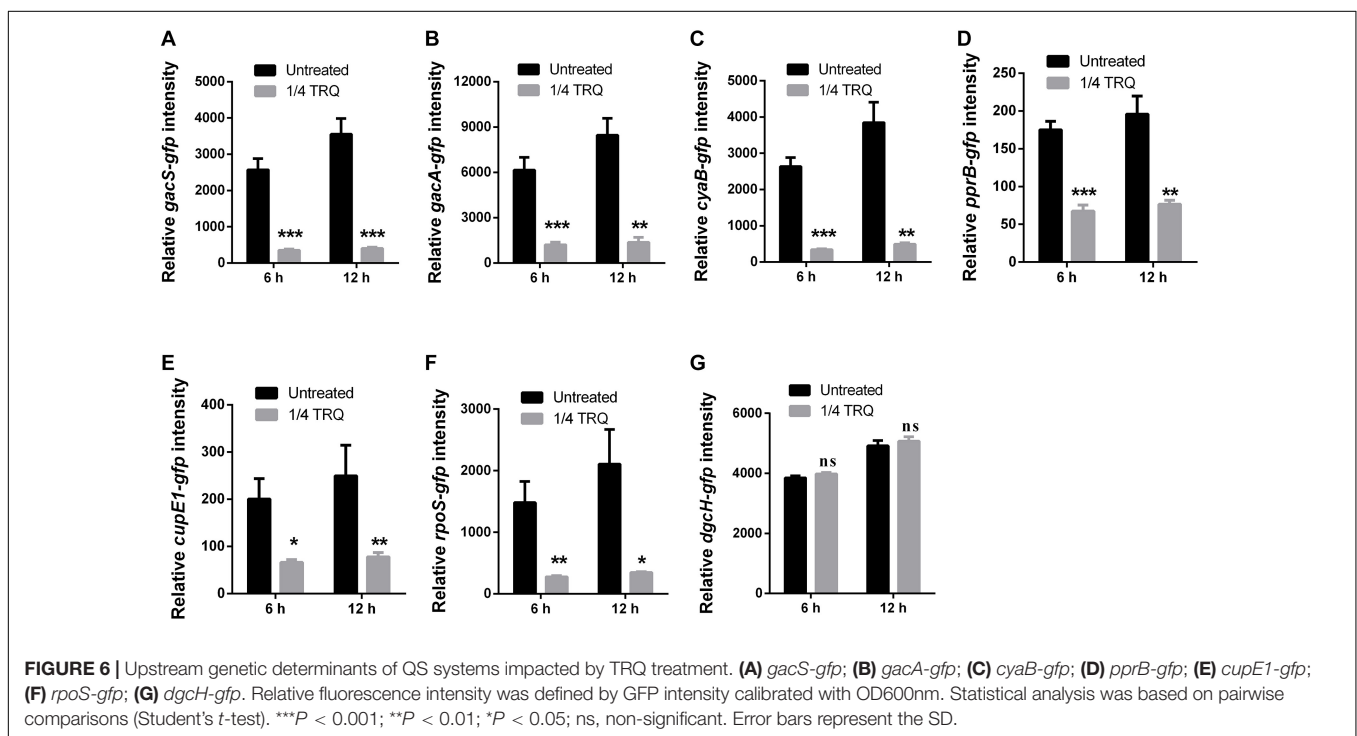 A
Untreated
1/4 TRQ
Relative gacS-gfp intensity
5000
4000
3000
2000
1000
0
***
***
6 h
12 h
B
Untreated
1/4 TRQ
Relative gacA-gfp intensity
12000
9000
6000
3000
0
***
**
6 h
12 h
C
Untreated
1/4 TRQ
Relative cyaB-gfp intensity
5000
4000
3000
2000
1000
0
***
**
6 h
12 h
D
Untreated
1/4 TRQ
Relative pprB-gfp intensity
250
200
150
100
50
0
***
**
6 h
12 h
E
Untreated
1/4 TRQ
Relative cupE1-gfp intensity
400
300
200
100
0
*
**
6 h
12 h
F
Untreated
1/4 TRQ
Relative rpoS-gfp intensity
3000
2000
1000
0
**
*
6 h
12 h
G
Untreated
1/4 TRQ
Relative dgcH-gfp intensity
6000
4000
2000
0
ns
ns
6 h
12 h
FIGURE 6 | Upstream genetic determinants of QS systems impacted by TRQ treatment. (A) gacS-gfp; (B) gacA-gfp; (C) cyaB-gfp; (D) pprB-gfp; (E) cupE1-gfp;
(F) rpoS-gfp; (G) dgcH-gfp. Relative fluorescence intensity was defined by GFP intensity calibrated with OD600nm. Statistical analysis was based on pairwise
comparisons (Student's t-test). ***P < 0.001; **P < 0.01; *P < 0.05; ns, non-significant. Error bars represent the SD.